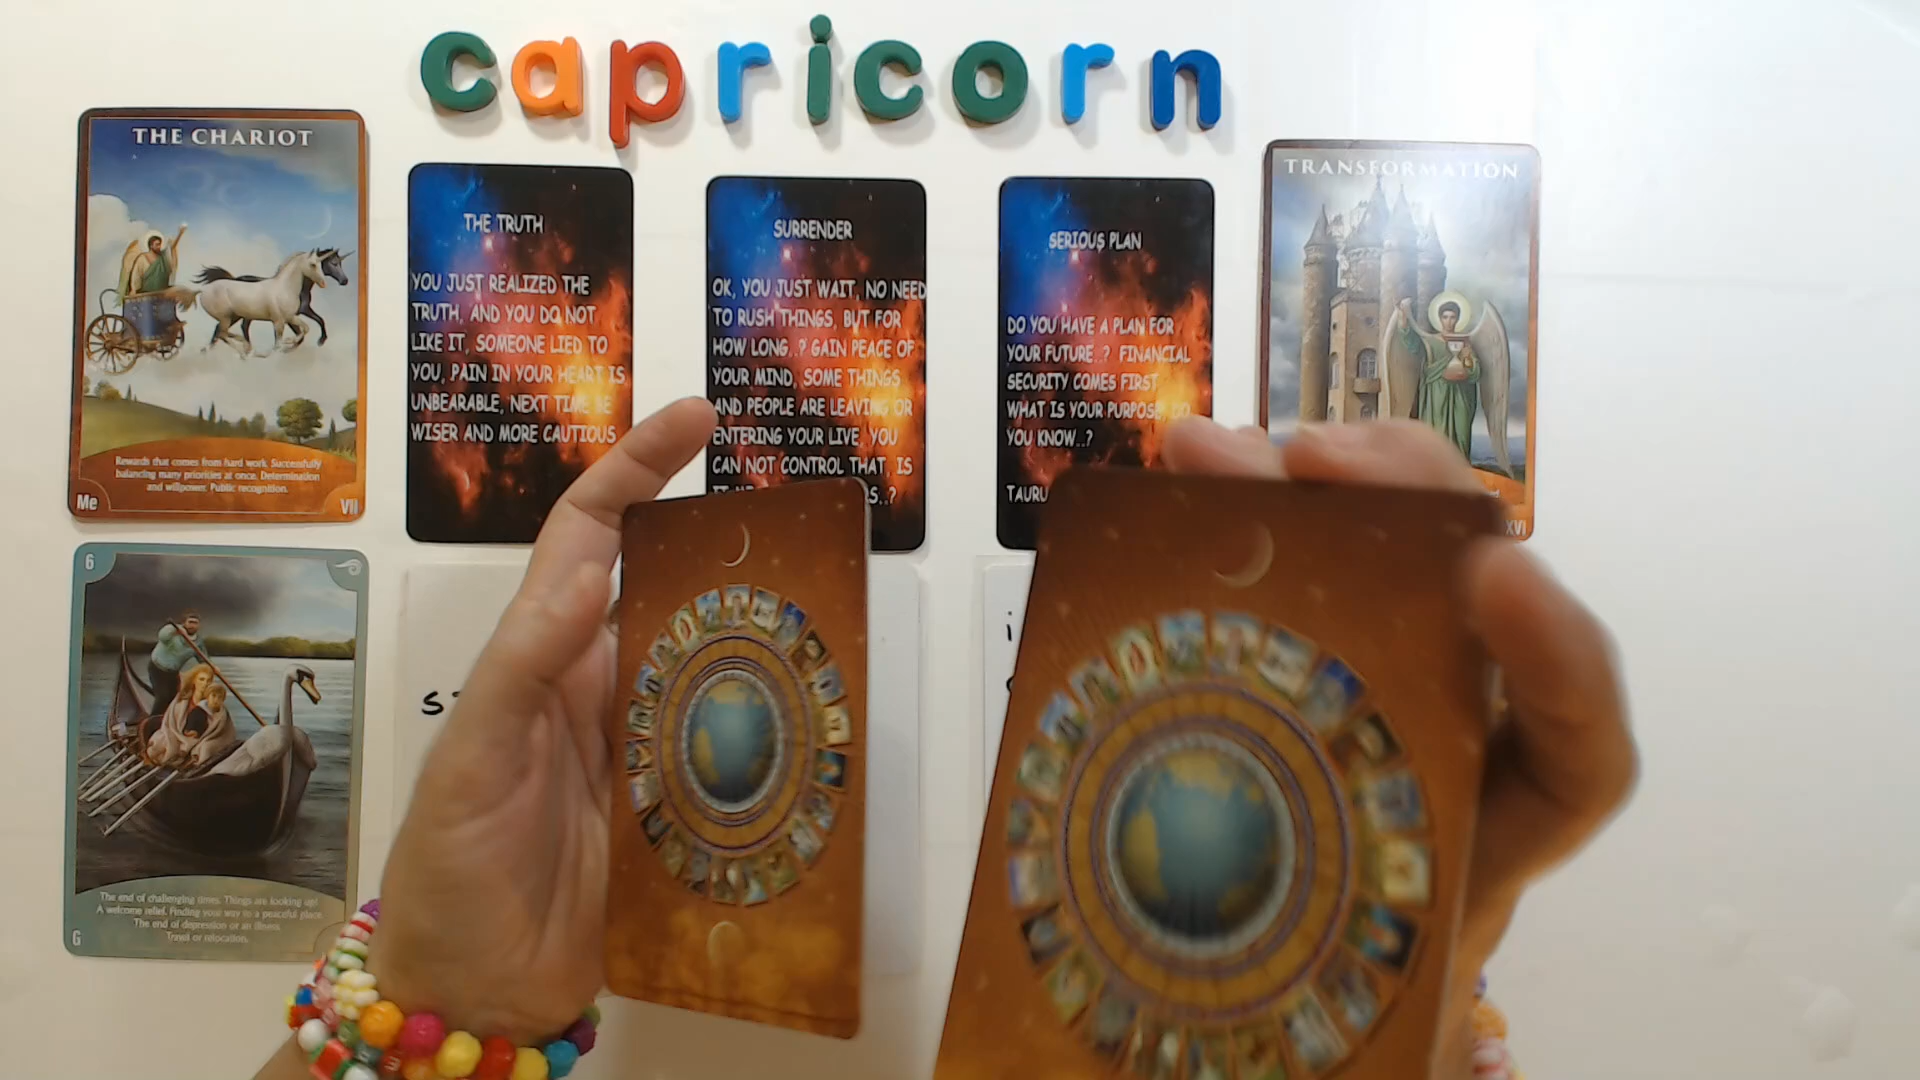 capricorn
THE CHARIOT
Rewards that comes from hard work. Successfully
balancing many priorities at once. Determination
and willpower. Public recognition.
Me
VII
THE TRUTH
YOU JUST REALIZED THE
TRUTH, AND YOU DO NOT
LIKE IT, SOMEONE LIED TO
YOU, PAIN IN YOUR HEART IS
UNBEARABLE, NEXT TIME BE
WISER AND MORE CAUTIOUS
SURRENDER
OK, YOU JUST WAIT, NO NEED
TO RUSH THINGS, BUT FOR
HOW LONG..? GAIN PEACE OF
YOUR MIND, SOME THINGS
AND PEOPLE ARE LEAVING OR
ENTERING YOUR LIVE, YOU
CAN NOT CONTROL THAT, IS
SERIOUS PLAN
DO YOU HAVE A PLAN FOR
YOUR FUTURE..? FINANCIAL
SECURITY COMES FIRST
WHAT IS YOUR PURPOSE, DO
YOU KNOW..?
TAURU
TRANSFORMATION
XVI
6
The end of challenging times. Things are looking up!
A welcome relief. Finding your way to a peaceful place.
The end of depression or an illness.
Travel or relocation.
G